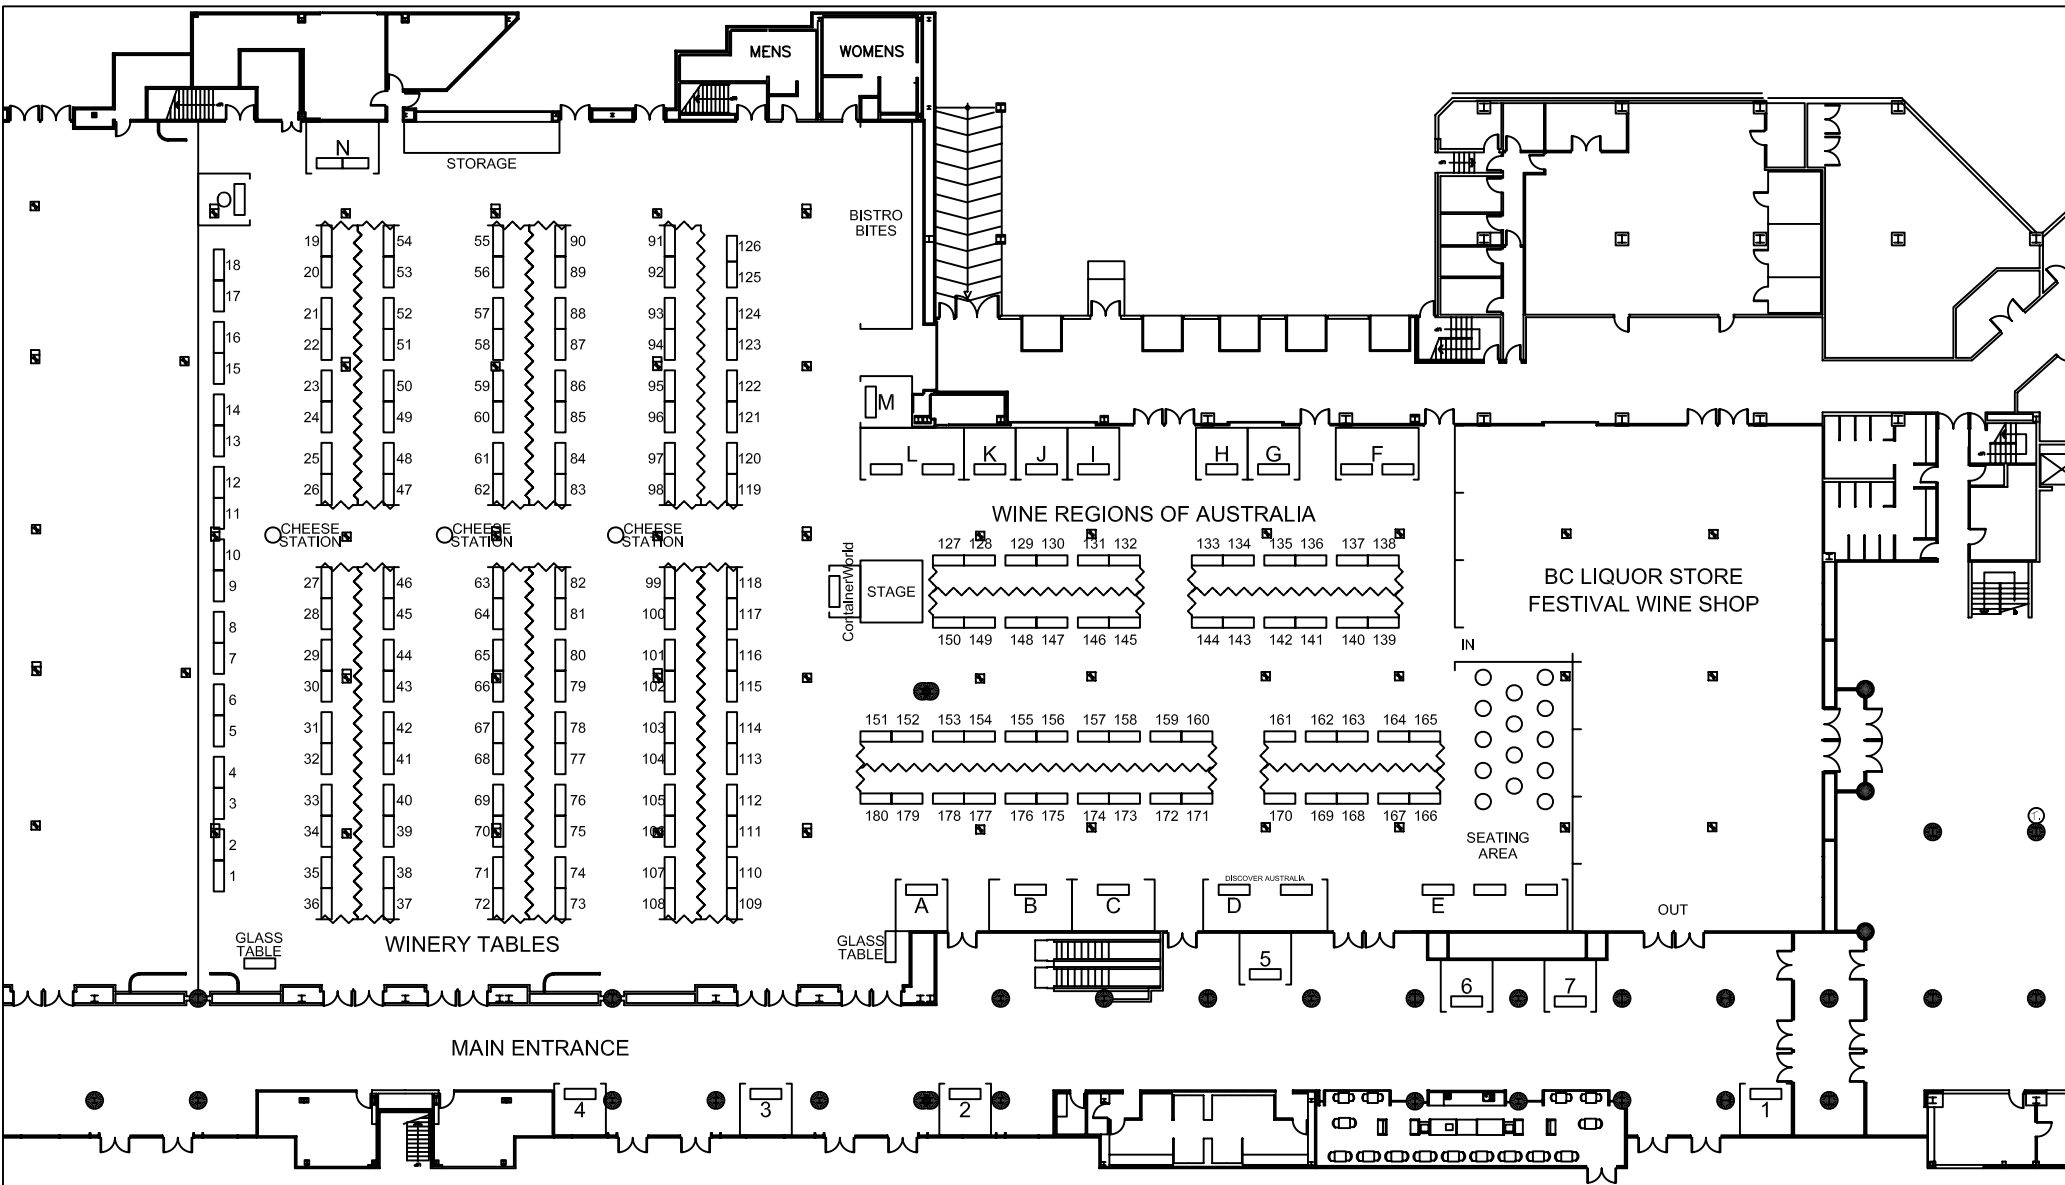 MENS WOMENS
N
STORAGE
O
BISTRO
BITES
19 54 55 90 91 126
20 53 56 89 92 125
18
17
21 52 57 88 93 124
22 51 58 87 94 123
16
15
23 50 59 86 95 122
24 49 60 85 96 121
14
13
M
25 48 61 84 97 120
26 47 62 83 98 119
12
11
L K J I H G F
WINE REGIONS OF AUSTRALIA
CHEESE
STATION
CHEESE
STATION
CHEESE
STATION
10
9
27 46 63 82 99 118
28 45 64 81 100 117
8
7
29 44 65 80 101 116
30 43 66 79 102 115
6
5
31 42 67 78 103 114
32 41 68 77 104 113
4
3
33 40 69 76 105 112
34 39 70 75 106 111
2
1
35 38 71 74 107 110
36 37 72 73 108 109
127 128 129 130 131 132 133 134 135 136 137 138
ContainerWorld
STAGE
150 149 148 147 146 145 144 143 142 141 140 139
BC LIQUOR STORE
FESTIVAL WINE SHOP
IN
151 152 153 154 155 156 157 158 159 160 161 162 163 164 165
180 179 178 177 176 175 174 173 172 171 170 169 168 167 166
SEATING
AREA
DISCOVER AUSTRALIA
A B C D E
OUT
GLASS
TABLE
WINERY TABLES
GLASS
TABLE
5
6 7
MAIN ENTRANCE
4 3 2 1